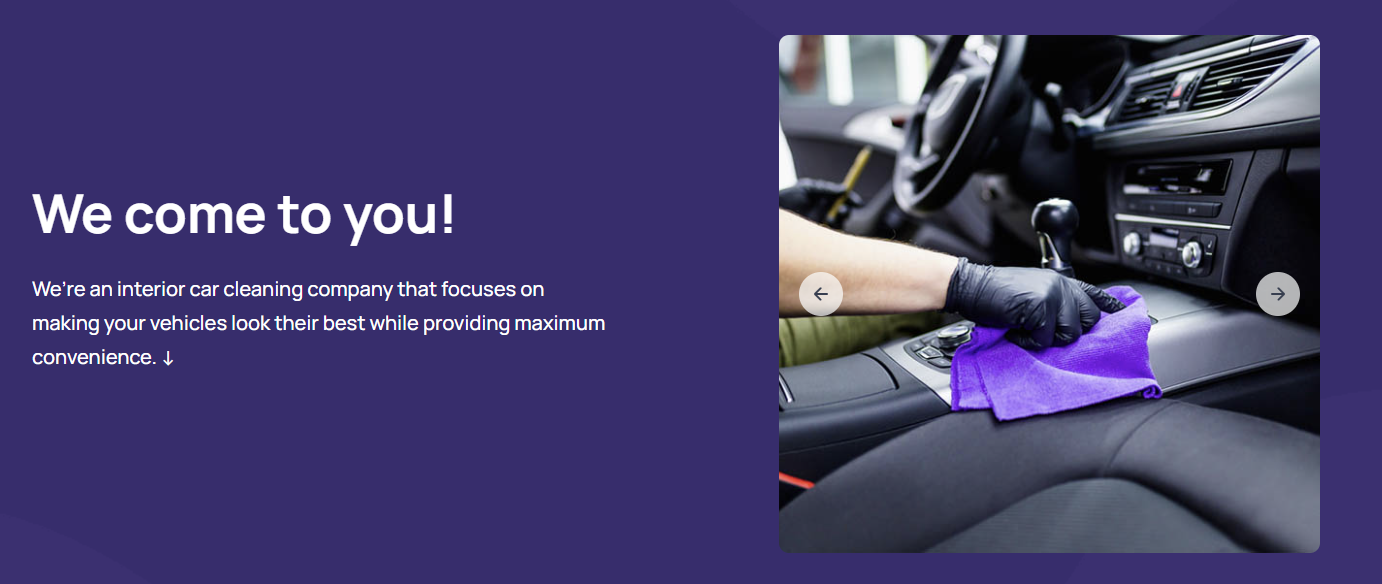 We come to you!
We're an interior car cleaning company that focuses on
making your vehicles look their best while providing maximum
convenience. ↓